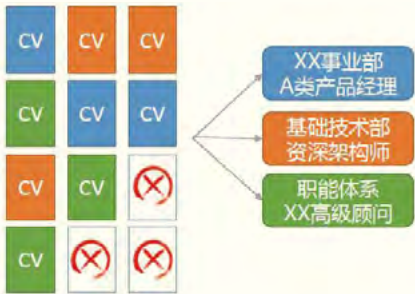 CV CV CV
CV CV CV
CV CV
CV
XX事业部
A类产品经理
基础技术部
资深架构师
职能体系
XX高级顾问